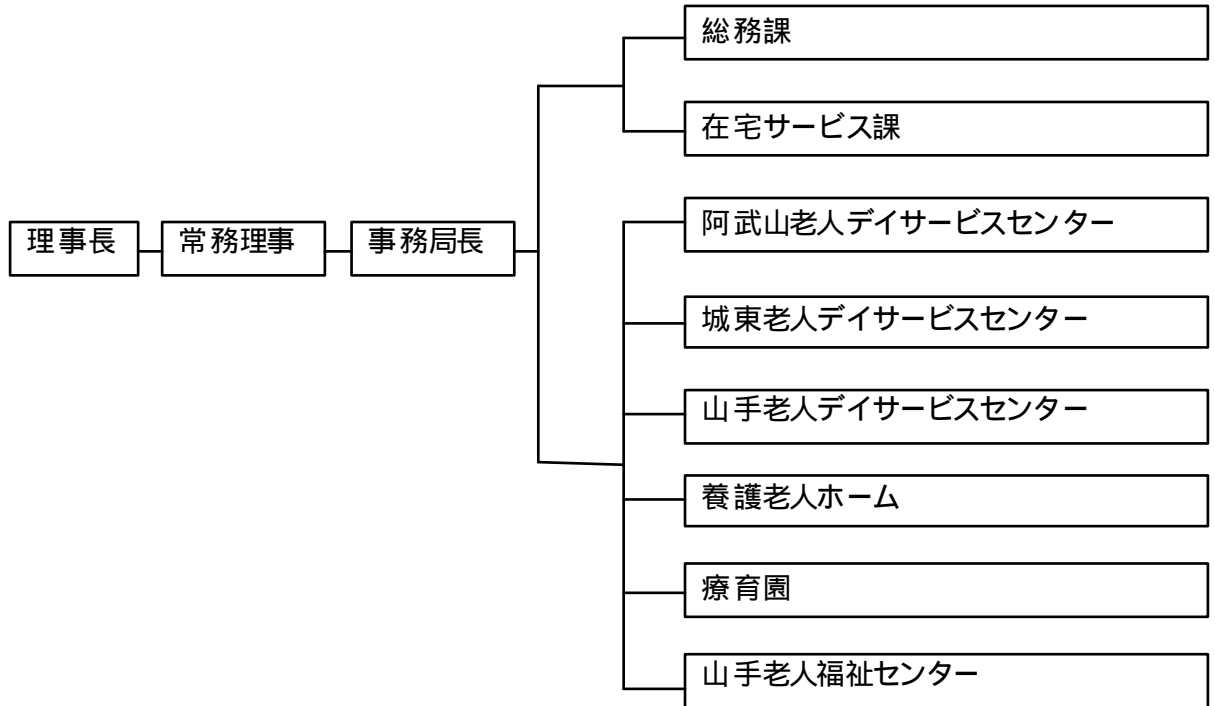 総務課
在宅サービス課
阿武山老人デイサービスセンター
理事長
常務理事
事務局長
城東老人デイサービスセンター
山手老人デイサービスセンター
養護老人ホーム
療育園
山手老人福祉センター